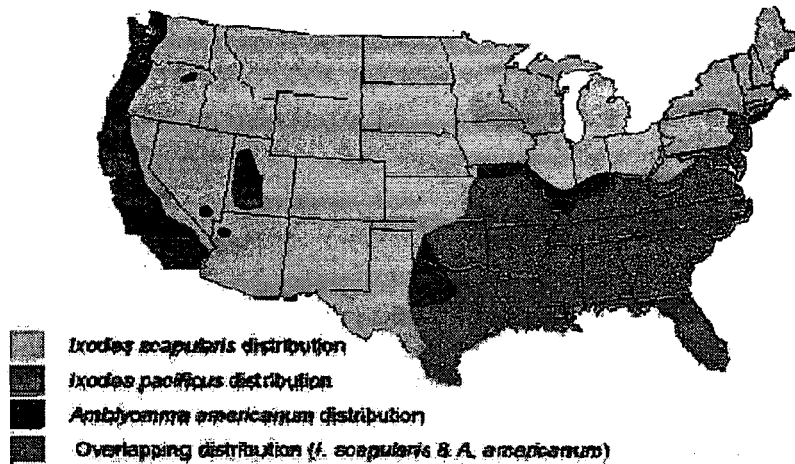 Ixodes scapularis distribution
Ixodes pacificus distribution
Amblyomma americanum distribution
Overlapping distribution (I. scapularis & A. americanum)